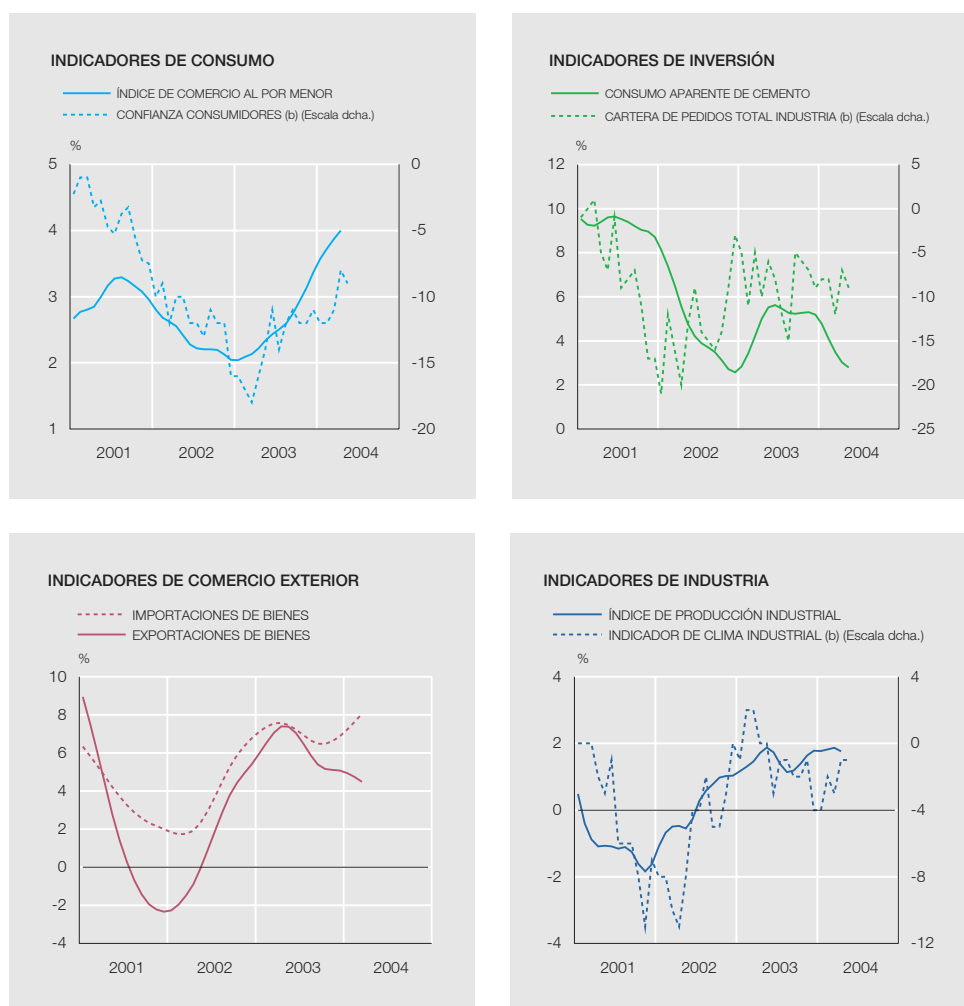 INDICADORES DE CONSUMO
ÍNDICE DE COMERCIO AL POR MENOR
CONFIANZA CONSUMIDORES (b) (Escala dcha.)
%
5 0
4 -5
3 -10
2 -15
1 -20
2001 2002 2003 2004
INDICADORES DE INVERSIÓN
CONSUMO APARENTE DE CEMENTO
CARTERA DE PEDIDOS TOTAL INDUSTRIA (b) (Escala dcha.)
%
12 5
10 0
8 -5
6 -10
4 -15
2 -20
0 -25
2001 2002 2003 2004
INDICADORES DE COMERCIO EXTERIOR
IMPORTACIONES DE BIENES
EXPORTACIONES DE BIENES
%
10
8
6
4
2
0
-2
-4
2001 2002 2003 2004
INDICADORES DE INDUSTRIA
ÍNDICE DE PRODUCCIÓN INDUSTRIAL
INDICADOR DE CLIMA INDUSTRIAL (b) (Escala dcha.)
%
4 4
2 0
0 -4
-2 -8
-4 -12
2001 2002 2003 2004